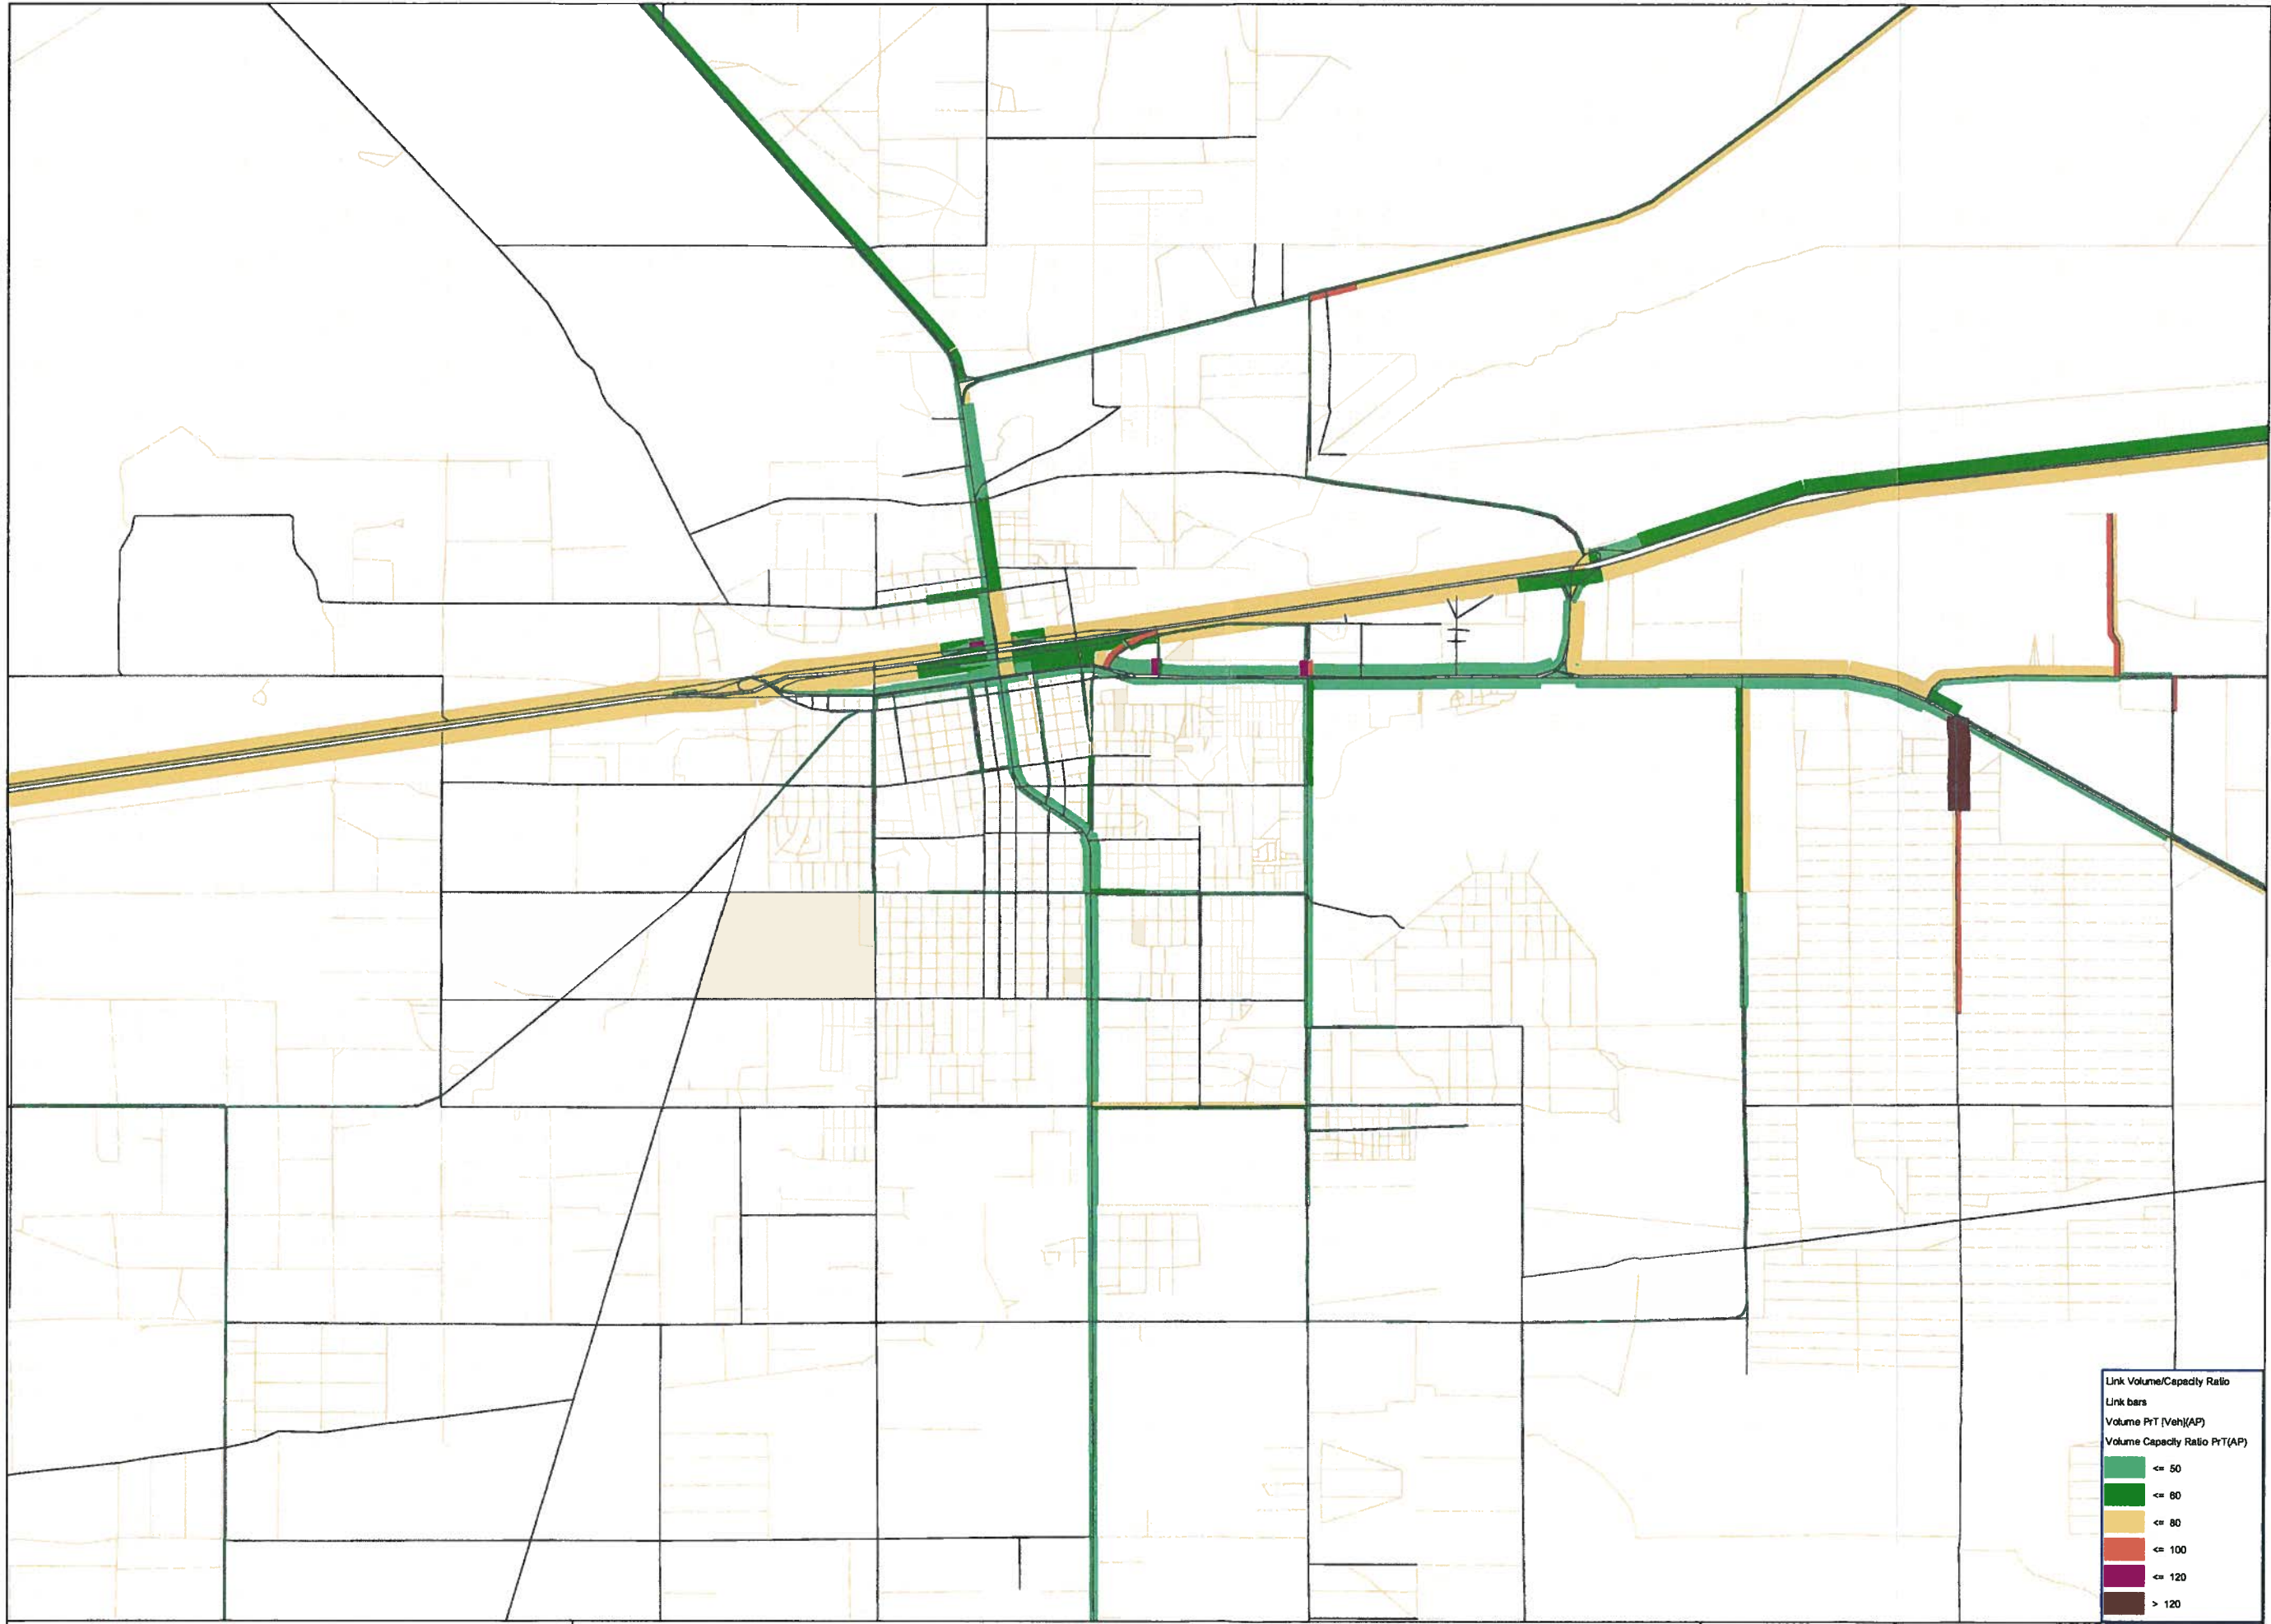 Link Volume/Capacity Ratio
Link bars
Volume PrT [Veh](AP)
Volume Capacity Ratio PrT(AP)
<= 50
<= 60
<= 80
<= 100
<= 120
> 120